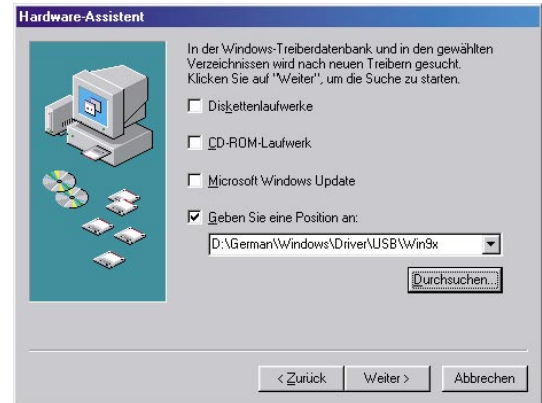 Hardware-Assistent
In der Windows-Treiberdatenbank und in den gewählten
Verzeichnissen wird nach neuen Treibern gesucht.
Klicken Sie auf "Weiter", um die Suche zu starten.
Diskettenlaufwerke
CD-ROM-Laufwerk
Microsoft Windows Update
Geben Sie eine Position an:
D:\German\Windows\Driver\USB\Win9x
Durchsuchen...
< Zurück Weiter > Abbrechen